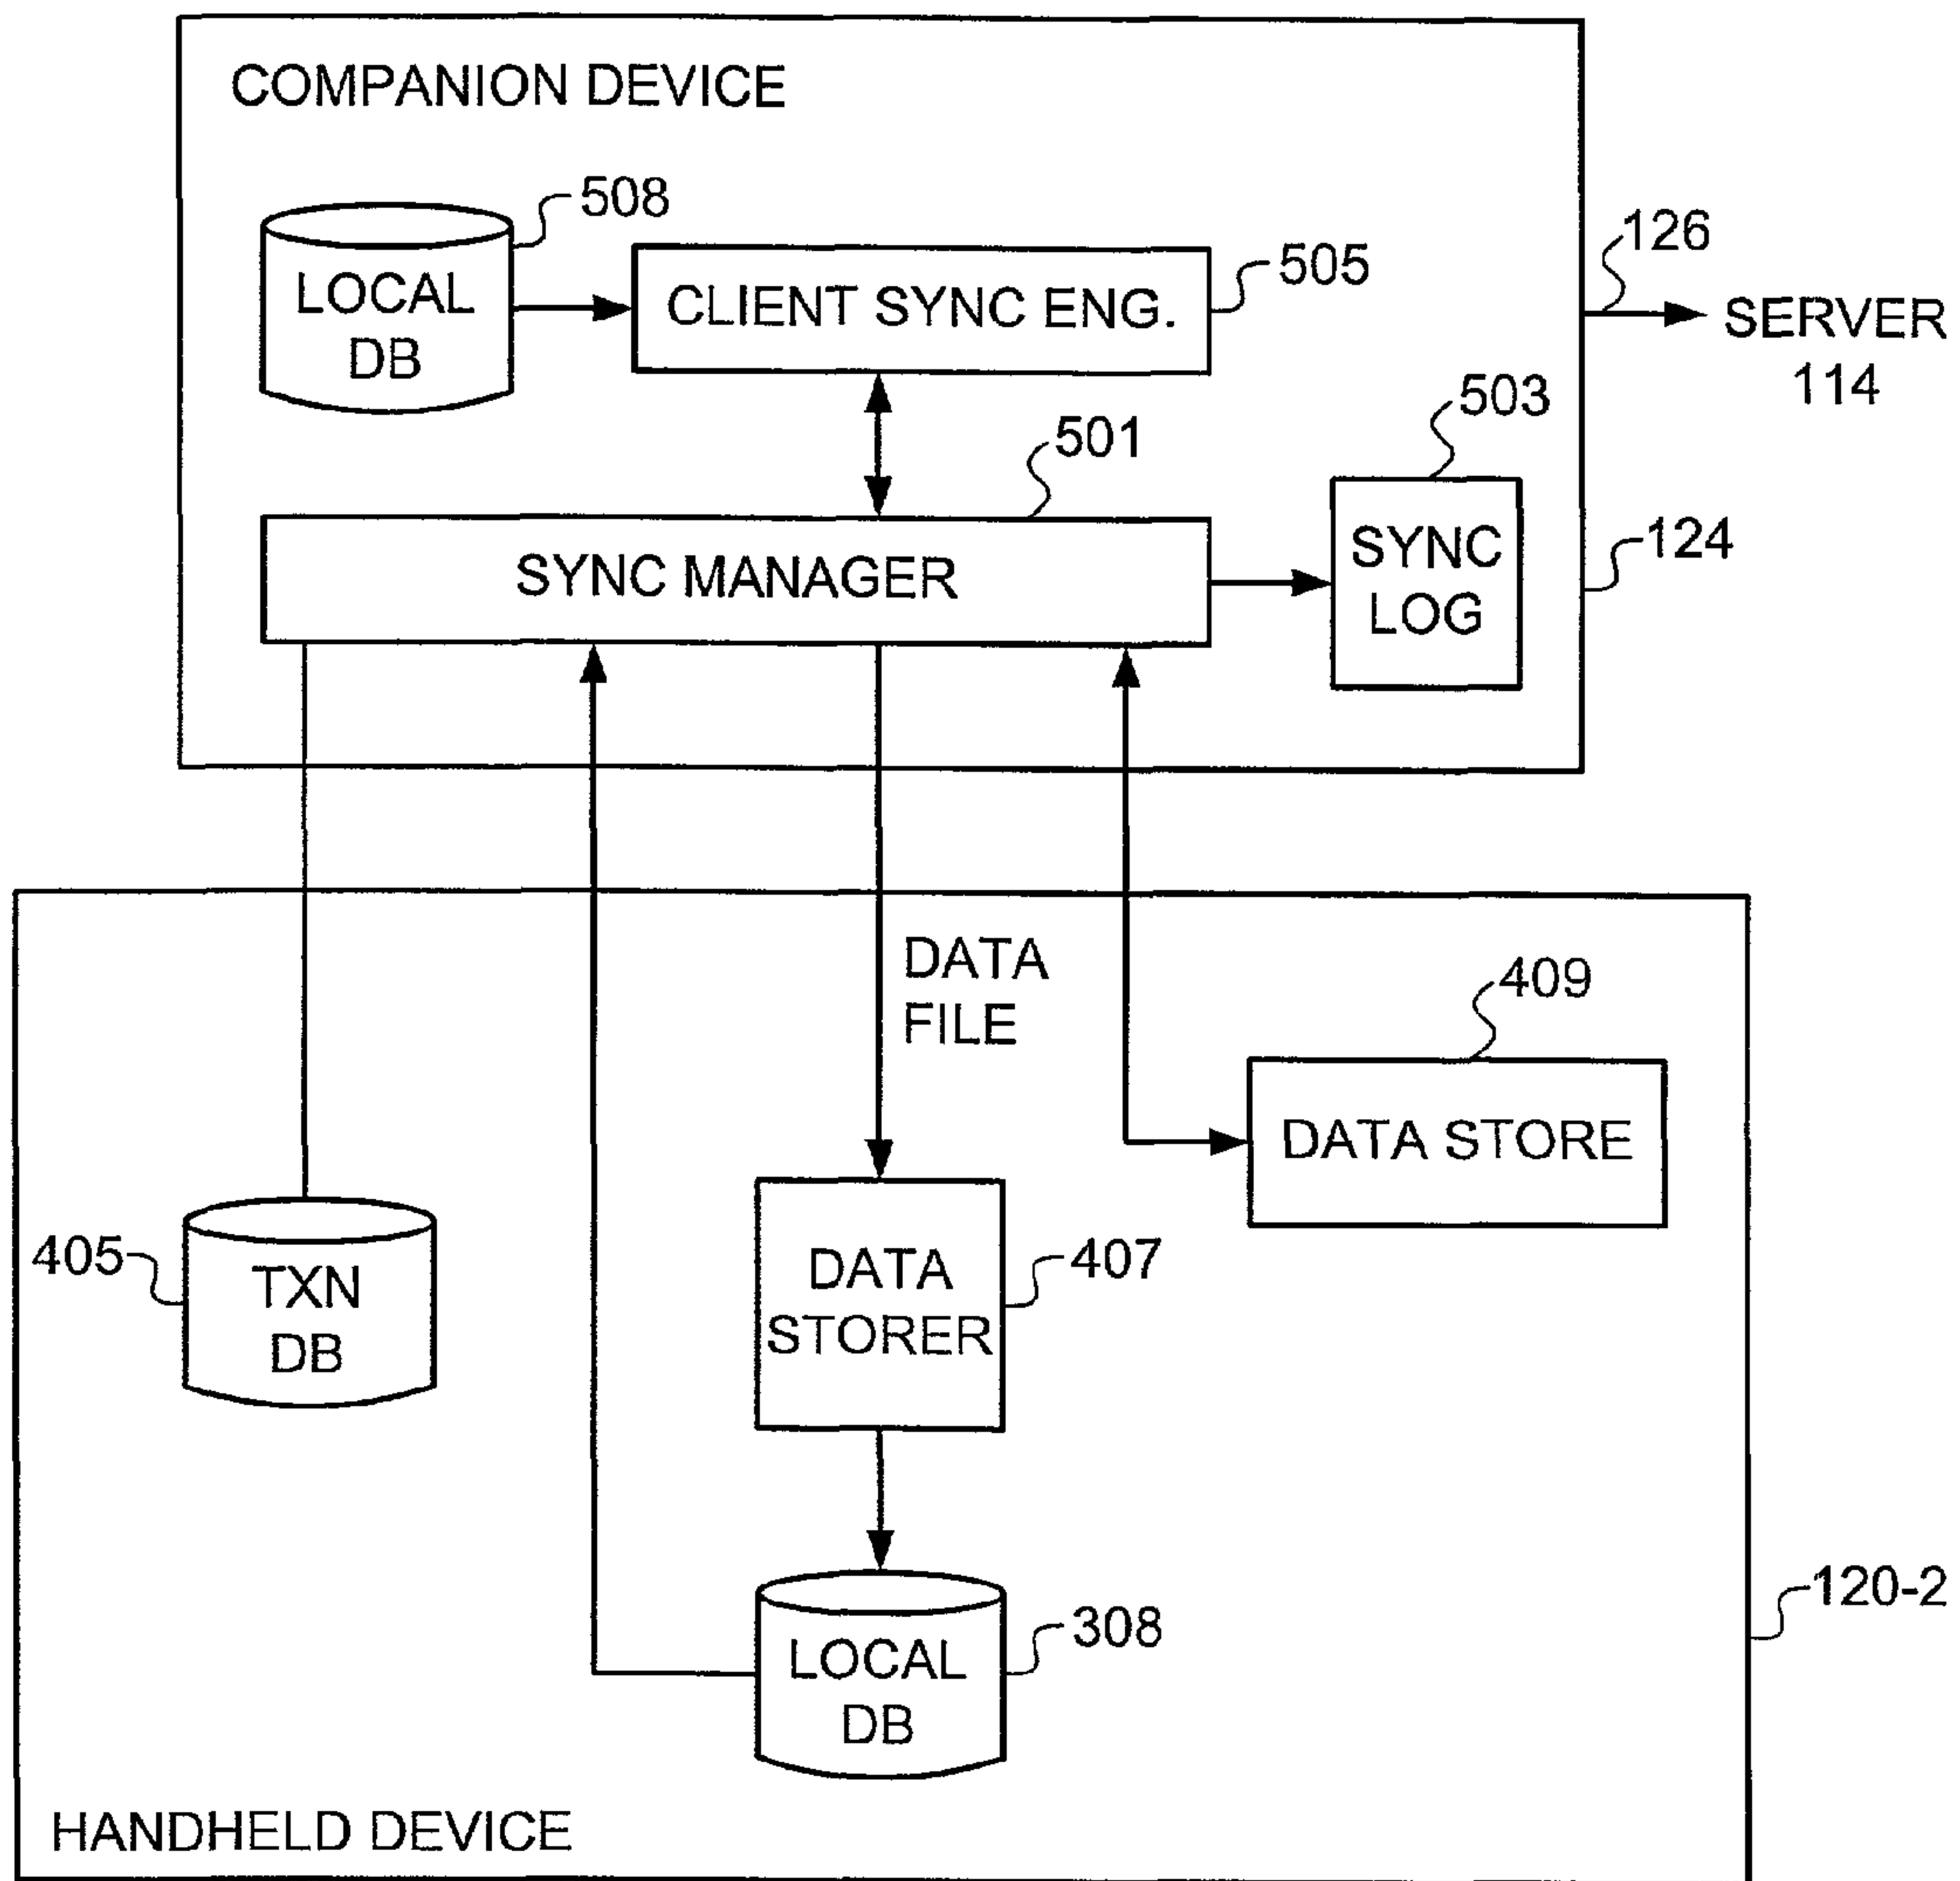 COMPANION DEVICE
508
LOCAL
DB
CLIENT SYNC ENG.
505
126
SERVER
114
503
501
SYNC MANAGER
SYNC
LOG
124
DATA
FILE
409
DATA STORE
405
TXN
DB
DATA
STORER
407
LOCAL
DB
308
120-2
HANDHELD DEVICE